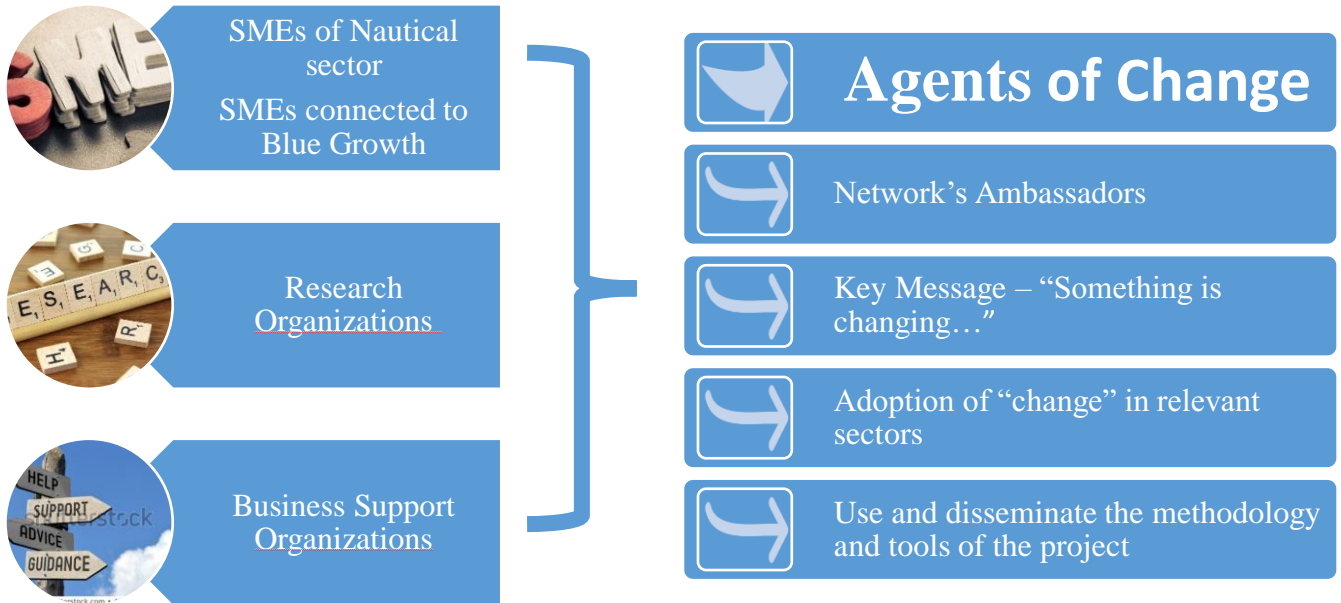 SME
SMEs of Nautical
sector
SMEs connected to
Blue Growth
E S E A R C
G
C
E
R
H
Research
Organizations
HELP
SUPPORT
ADVICE
GUIDANCE
Business Support
Organizations
Agents of Change
Network’s Ambassadors
Key Message – “Something is
changing…”
Adoption of “change” in relevant
sectors
Use and disseminate the methodology
and tools of the project